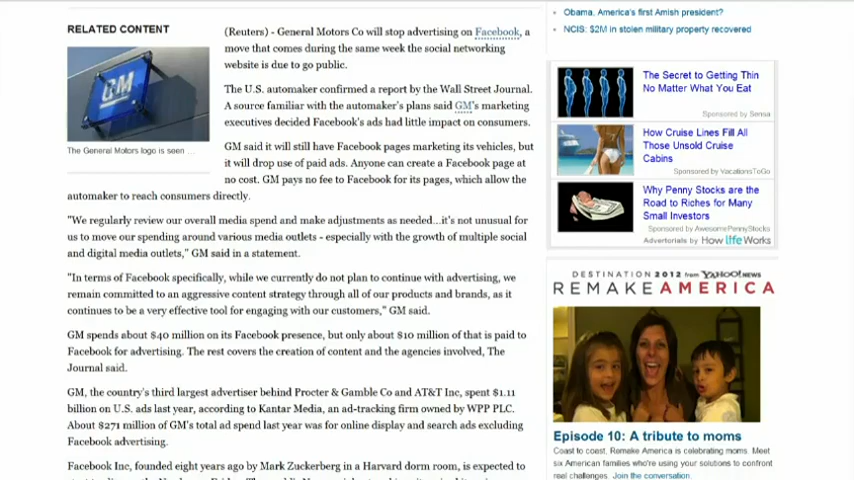 RELATED CONTENT
GM
The General Motors logo is seen ...
(Reuters) - General Motors Co will stop advertising on Facebook, a
move that comes during the same week the social networking
website is due to go public.
The U.S. automaker confirmed a report by the Wall Street Journal.
A source familiar with the automaker's plans said GM's marketing
executives decided Facebook's ads had little impact on consumers.
GM said it will still have Facebook pages marketing its vehicles, but
it will drop use of paid ads. Anyone can create a Facebook page at
no cost. GM pays no fee to Facebook for its pages, which allow the
automaker to reach consumers directly.
"We regularly review our overall media spend and make adjustments as needed...it's not unusual for
us to move our spending around various media outlets - especially with the growth of multiple social
and digital media outlets," GM said in a statement.
"In terms of Facebook specifically, while we currently do not plan to continue with advertising, we
remain committed to an aggressive content strategy through all of our products and brands, as it
continues to be a very effective tool for engaging with our customers," GM said.
GM spends about $40 million on its Facebook presence, but only about $10 million of that is paid to
Facebook for advertising. The rest covers the creation of content and the agencies involved, The
Journal said.
GM, the country's third largest advertiser behind Procter & Gamble Co and AT&T Inc, spent $1.11
billion on U.S. ads last year, according to Kantar Media, an ad-tracking firm owned by WPP PLC.
About $271 million of GM's total ad spend last year was for online display and search ads excluding
Facebook advertising.
Facebook Inc, founded eight years ago by Mark Zuckerberg in a Harvard dorm room, is expected to
Obama, America's first Amish president?
NCIS: $2M in stolen military property recovered
The Secret to Getting Thin
No Matter What You Eat
Sponsored by Sensa
How Cruise Lines Fill All
Those Unsold Cruise
Cabins
Sponsored by VacationsToGo
Why Penny Stocks are the
Road to Riches for Many
Small Investors
Sponsored by AwesomePennyStocks
Advertorials by HowlifeWorks
DESTINATION 2012 from YAHOO! NEWS
REMAKE AMERICA
Episode 10: A tribute to moms
Coast to coast, Remake America is celebrating moms. Meet
six American families who're using your solutions to confront
real challenges. Join the conversation.